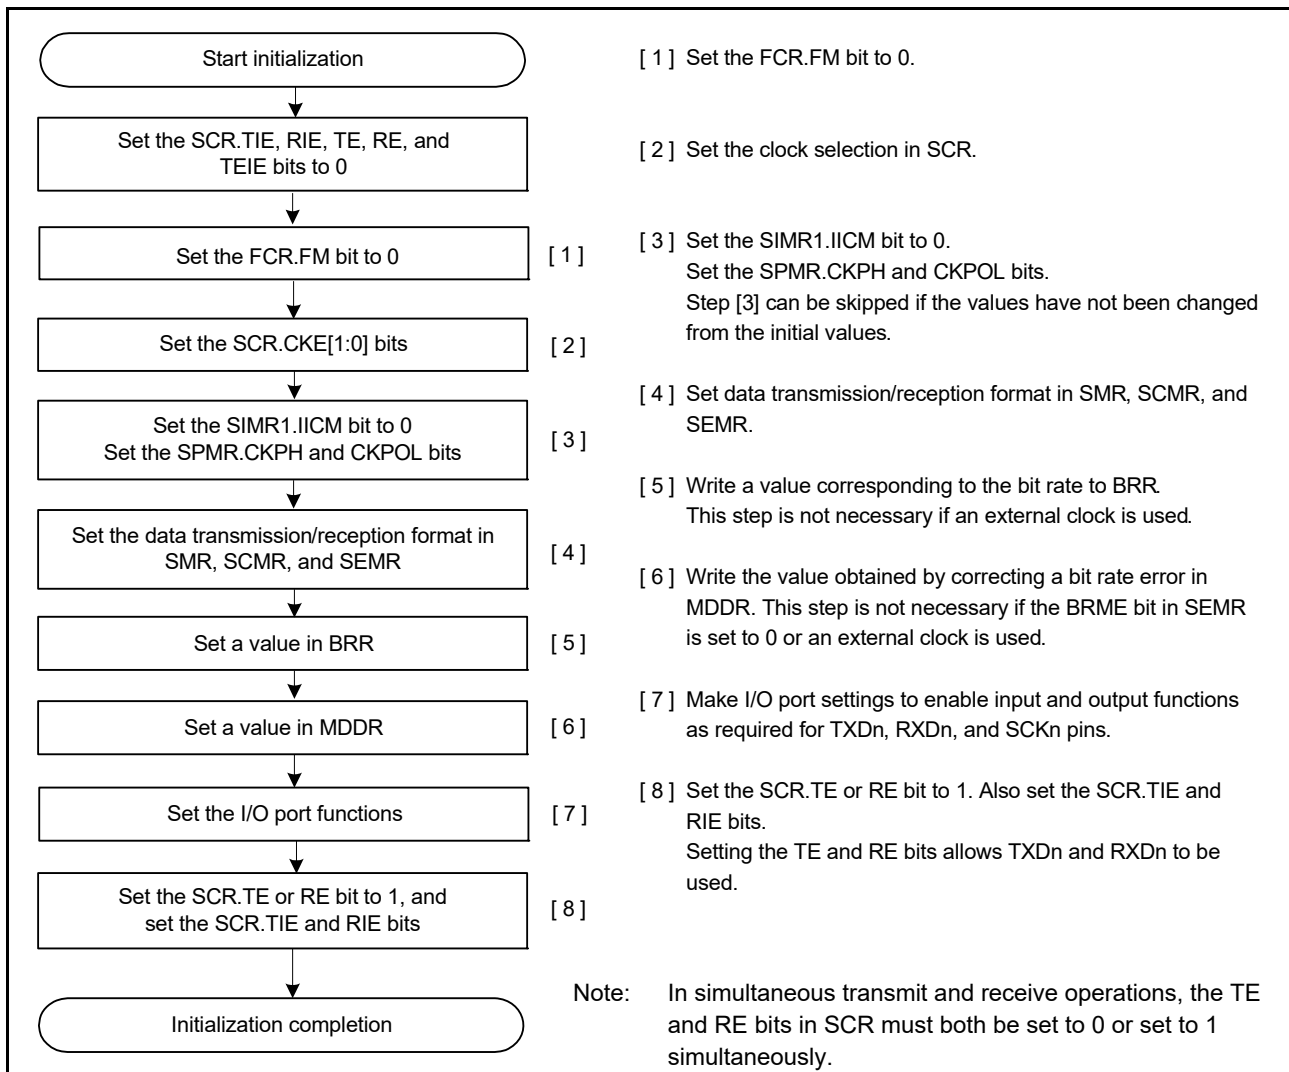 Start initialization
Set the SCR.TIE, RIE, TE, RE, and
TEIE bits to 0
Set the FCR.FM bit to 0
[ 1 ]
Set the SCR.CKE[1:0] bits
[ 2 ]
Set the SIMR1.IICM bit to 0
Set the SPMR.CKPH and CKPOL bits
[ 3 ]
Set the data transmission/reception format in
SMR, SCMR, and SEMR
[ 4 ]
Set a value in BRR
[ 5 ]
Set a value in MDDR
[ 6 ]
Set the I/O port functions
[ 7 ]
Set the SCR.TE or RE bit to 1, and
set the SCR.TIE and RIE bits
[ 8 ]
Initialization completion
[ 1 ] Set the FCR.FM bit to 0.
[ 2 ] Set the clock selection in SCR.
[ 3 ] Set the SIMR1.IICM bit to 0.
Set the SPMR.CKPH and CKPOL bits.
Step [3] can be skipped if the values have not been changed
from the initial values.
[ 4 ] Set data transmission/reception format in SMR, SCMR, and
SEMR.
[ 5 ] Write a value corresponding to the bit rate to BRR.
This step is not necessary if an external clock is used.
[ 6 ] Write the value obtained by correcting a bit rate error in
MDDR. This step is not necessary if the BRME bit in SEMR
is set to 0 or an external clock is used.
[ 7 ] Make I/O port settings to enable input and output functions
as required for TXDn, RXDn, and SCKn pins.
[ 8 ] Set the SCR.TE or RE bit to 1. Also set the SCR.TIE and
RIE bits.
Setting the TE and RE bits allows TXDn and RXDn to be
used.
Note: In simultaneous transmit and receive operations, the TE
and RE bits in SCR must both be set to 0 or set to 1
simultaneously.